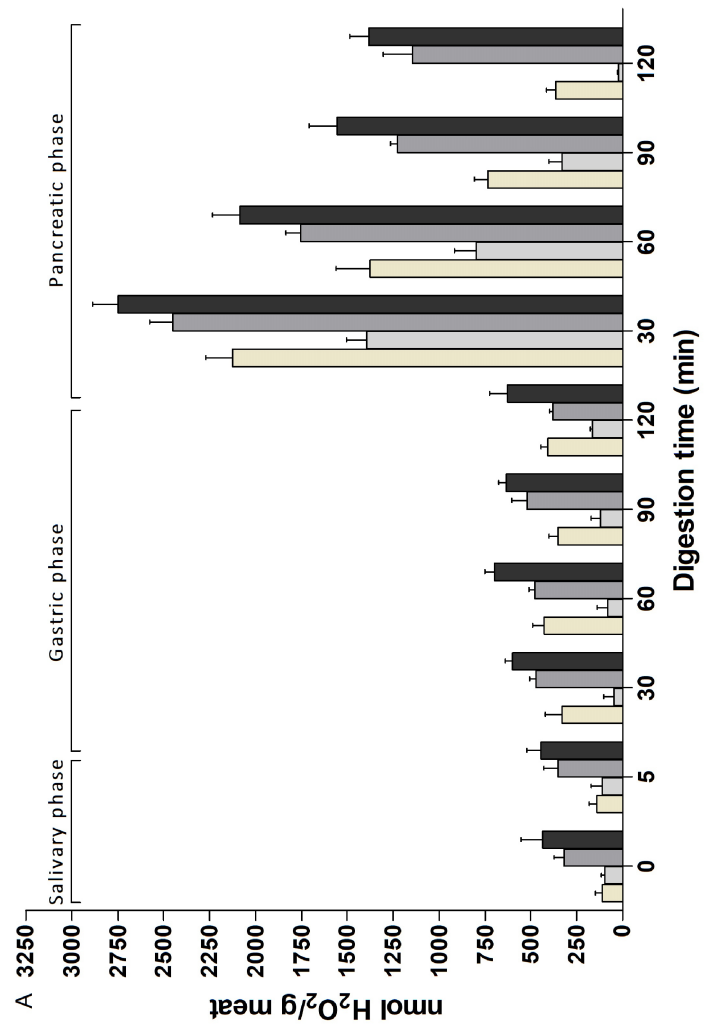 A
Salivary phase
Gastric phase
Pancreatic phase
nmol H₂O₂/g meat
3250
3000
2750
2500
2250
2000
1750
1500
1250
1000
750
500
250
0
0 5 30 60 90 120 30 60 90 120
Digestion time (min)